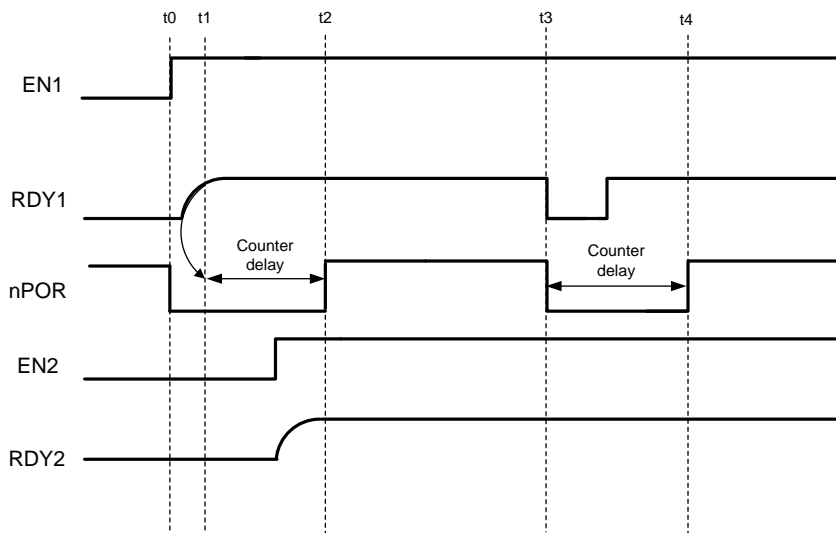 t0
t1
t2
t3
t4
EN1
RDY1
Counter
delay
Counter
delay
nPOR
EN2
RDY2